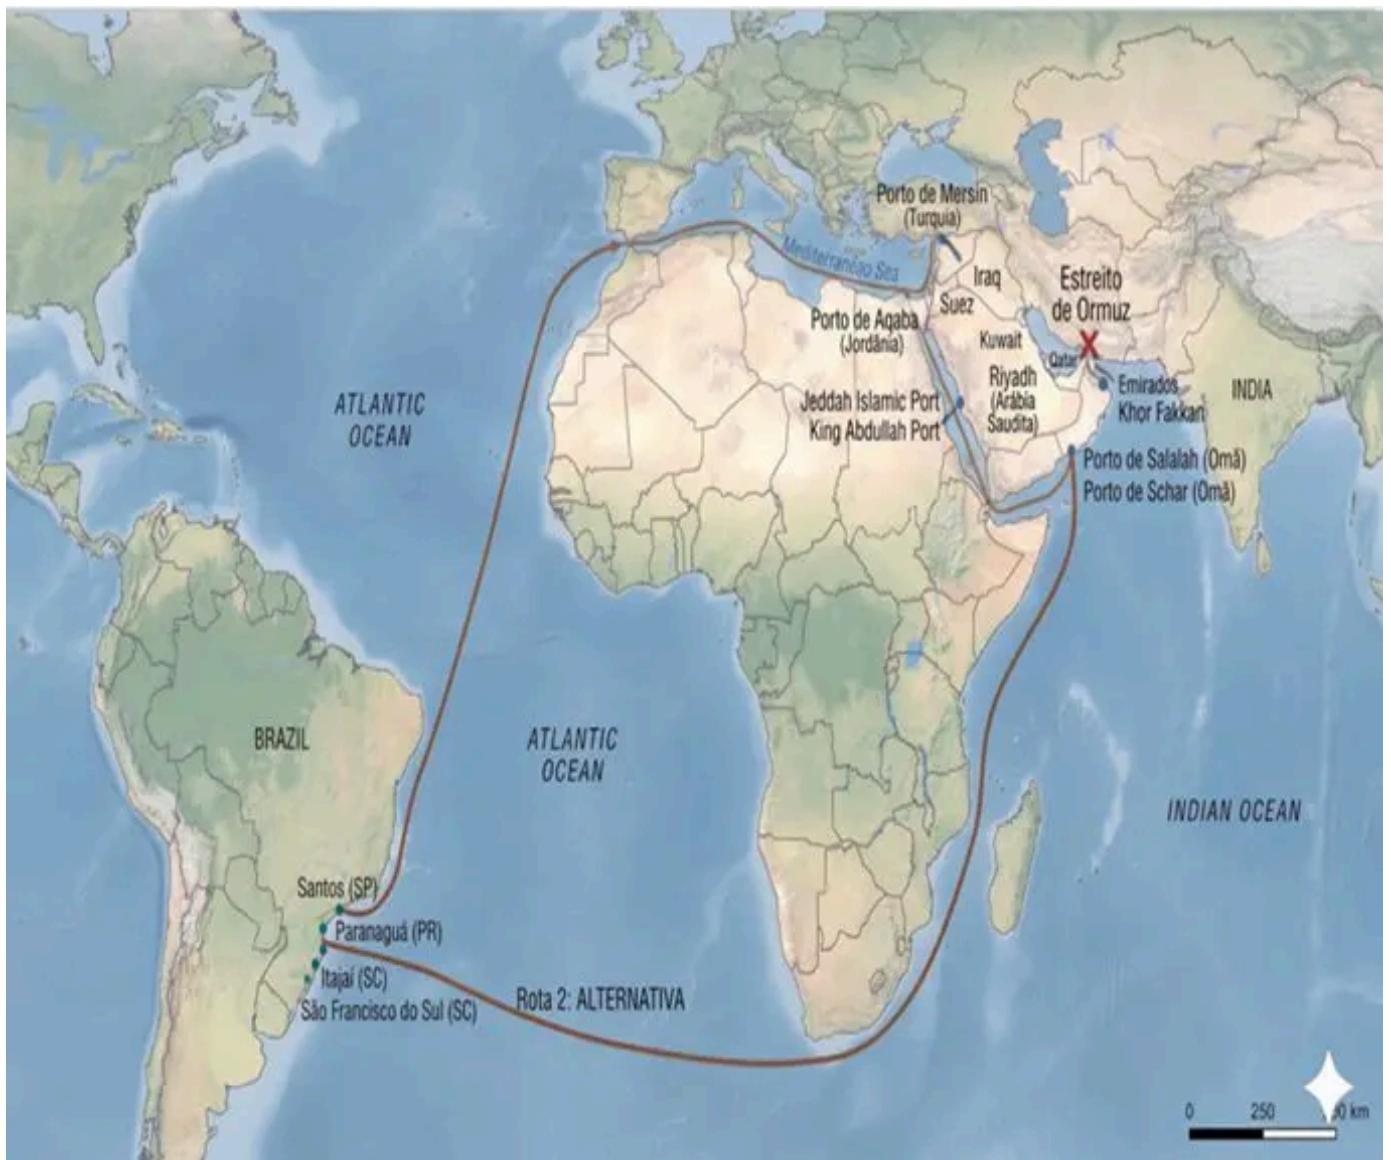 Porto de Mersin
(Turquia)
Mediterranean Sea
Iraq
Estreito
de Ormuz
Suez
Porto de Aqaba
(Jordânia)
Kuwait
Qatar
Riyadh
(Arábia
Saudita)
Emirados
Khor Fakkan
INDIA
Jeddah Islamic Port
King Abdullah Port
ATLANTIC
OCEAN
Porto de Salalah (Omã)
Porto de Schar (Omã)
BRAZIL
ATLANTIC
OCEAN
INDIAN OCEAN
Santos (SP)
Paranaguá (PR)
Itajaí (SC)
São Francisco do Sul (SC)
Rota 2: ALTERNATIVA
0 250 km